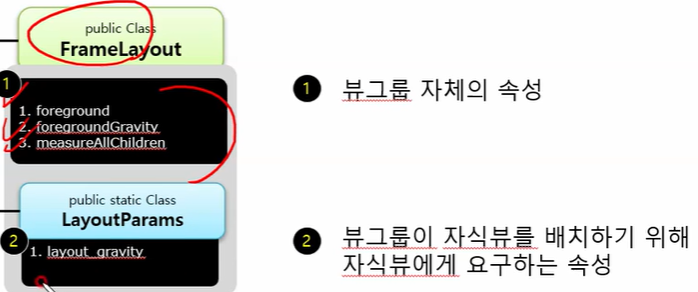 public Class
FrameLayout
1
1. foreground
2. foregroundGravity
3. measureAllChildren
public static Class
LayoutParams
2
1. layout_gravity
1 뷰그룹 자체의 속성
2 뷰그룹이 자식뷰를 배치하기 위해
자식뷰에게 요구하는 속성